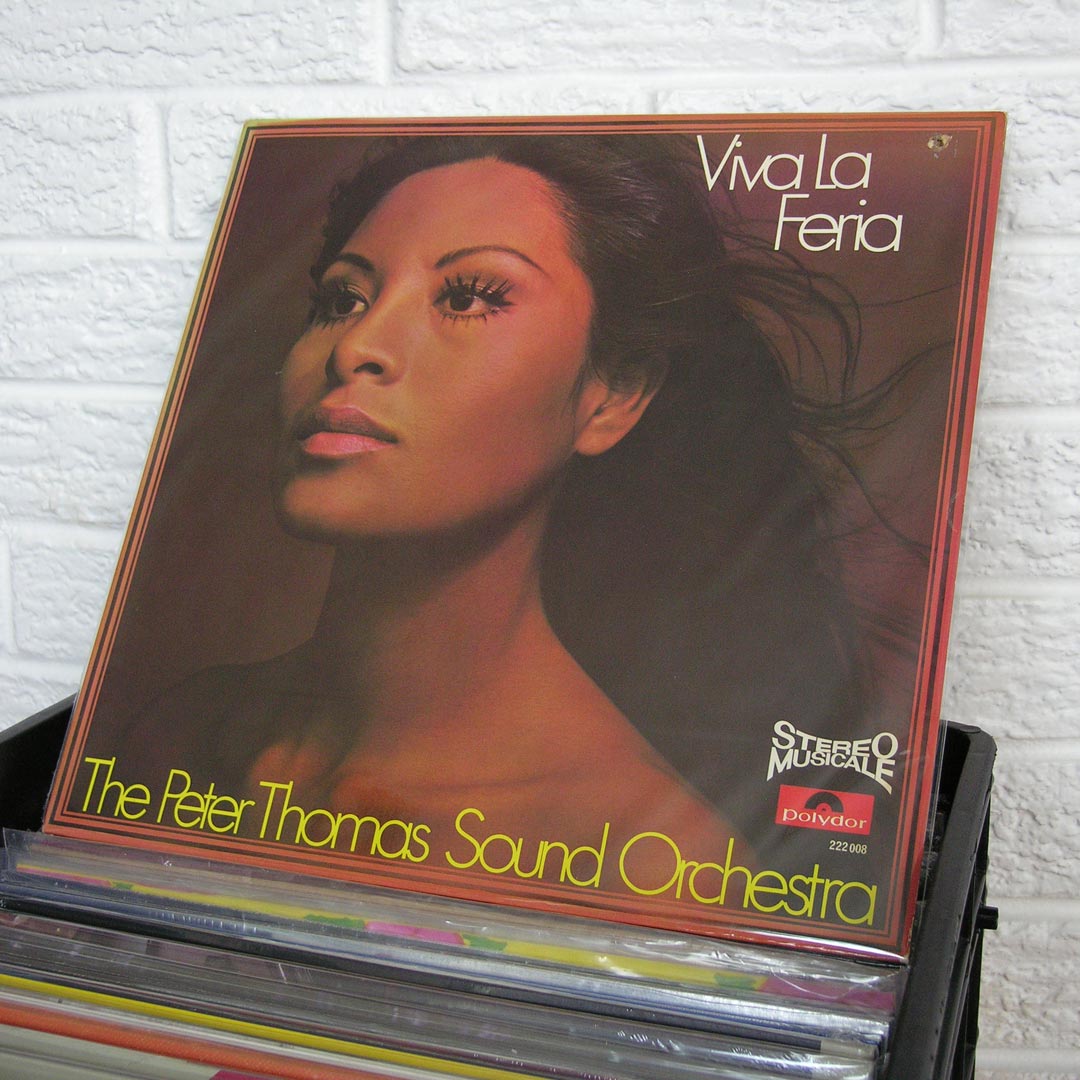 Viva La
Feria
STEREO
MUSICALE
polydor
222 008
The Peter Thomas Sound Orchestra